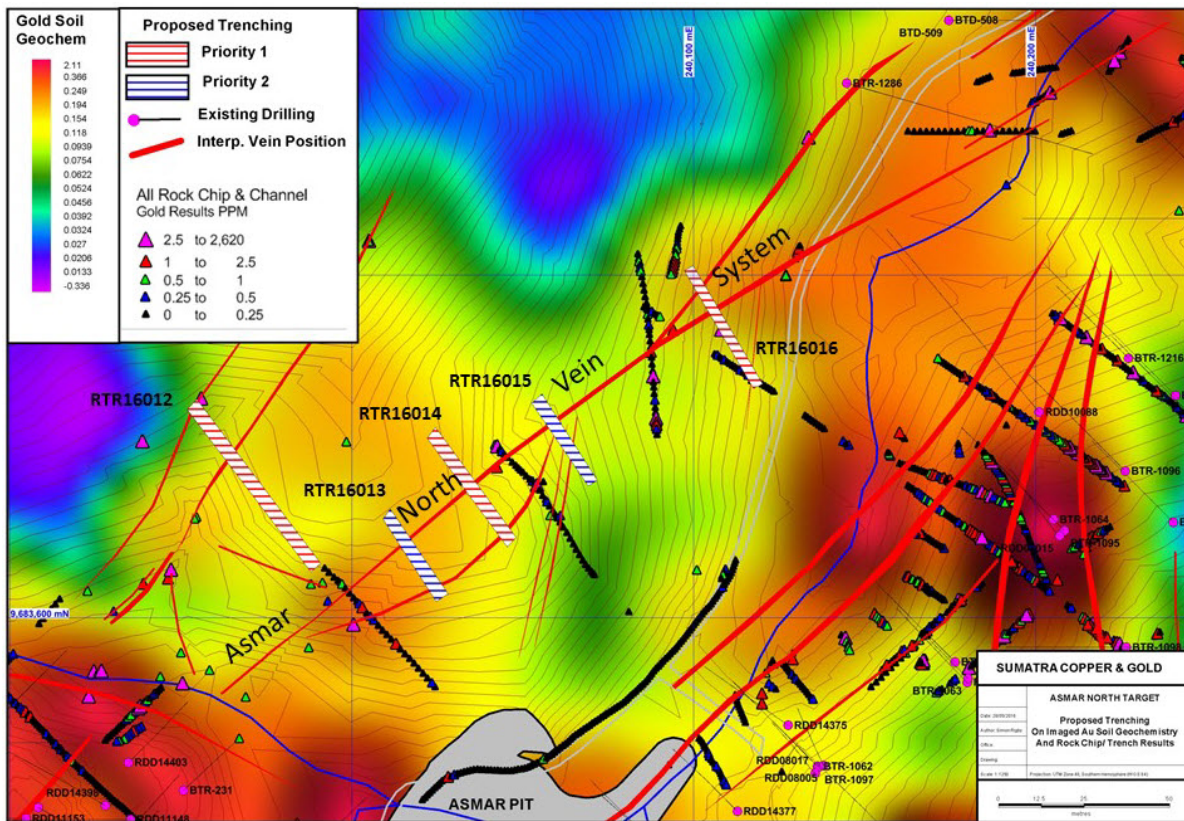 Gold Soil
Geochem
2.11
0.366
0.249
0.194
0.154
0.118
0.0939
0.0754
0.0622
0.0524
0.0456
0.0392
0.0324
0.027
0.0206
0.0133
-0.336
Proposed Trenching
Priority 1
Priority 2
Existing Drilling
Interp. Vein Position
All Rock Chip & Channel
Gold Results PPM
2.5 to 2,620
1 to 2.5
0.5 to 1
0.25 to 0.5
0 to 0.25
240,100 mE
240,200 mE
9,683,600 mN
BTD-508
BTD-509
BTR-1286
RTR16012
RTR16013
RTR16014
RTR16015
RTR16016
Asmar
North
Vein
System
BTR-1216
RDD10088
BTR-1096
BTR-1064
BTR-1095
RDD14375
RDD08017
RDD08005
BTR-1062
BTR-1097
RDD14377
RDD14403
RDD14398
BTR-231
RDD11153
RDD11148
ASMAR PIT
SUMATRA COPPER & GOLD
ASMAR NORTH TARGET
Proposed Trenching
On Imaged Au Soil Geochemistry
And Rock Chip/ Trench Results
Office:
Drawing:
0 12.5 25 50
metres